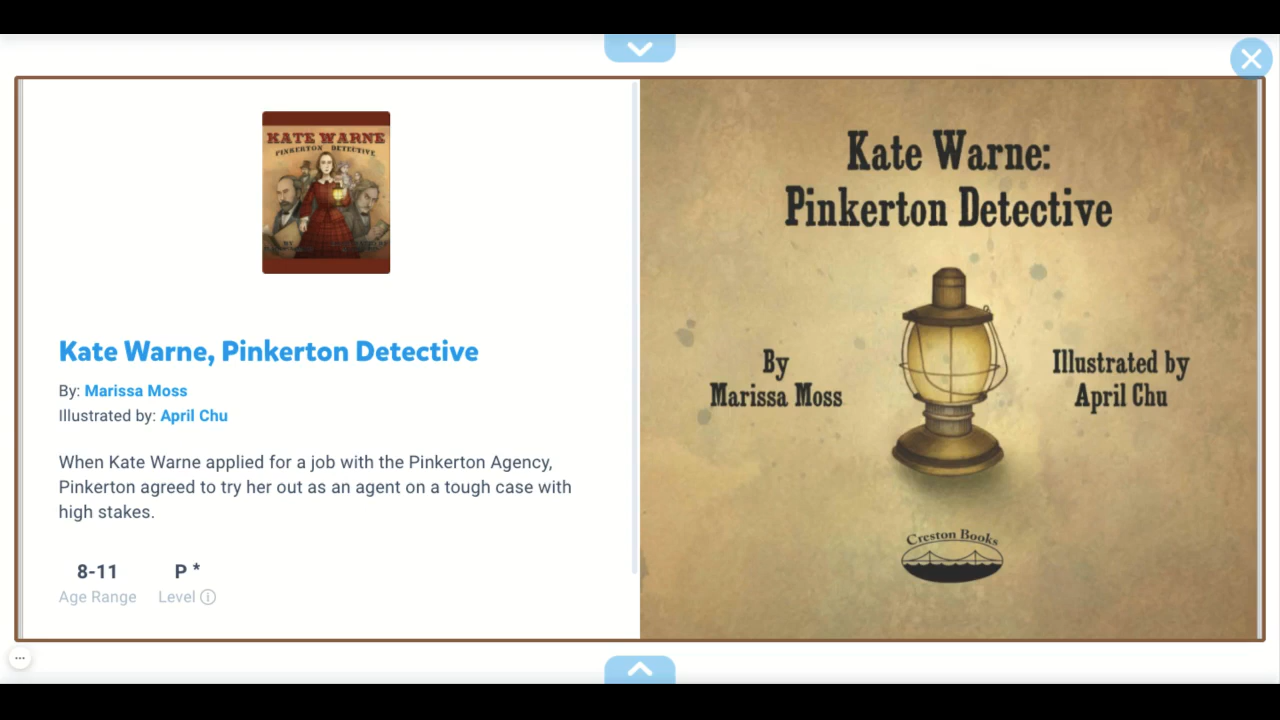 KATE WARNE
PINKERTON DETECTIVE
Kate Warne, Pinkerton Detective
By: Marissa Moss
Illustrated by: April Chu
When Kate Warne applied for a job with the Pinkerton Agency,
Pinkerton agreed to try her out as an agent on a tough case with
high stakes.
8-11 P *
Age Range Level
Kate Warne:
Pinkerton Detective
By
Marissa Moss
Illustrated by
April Chu
Creston Books